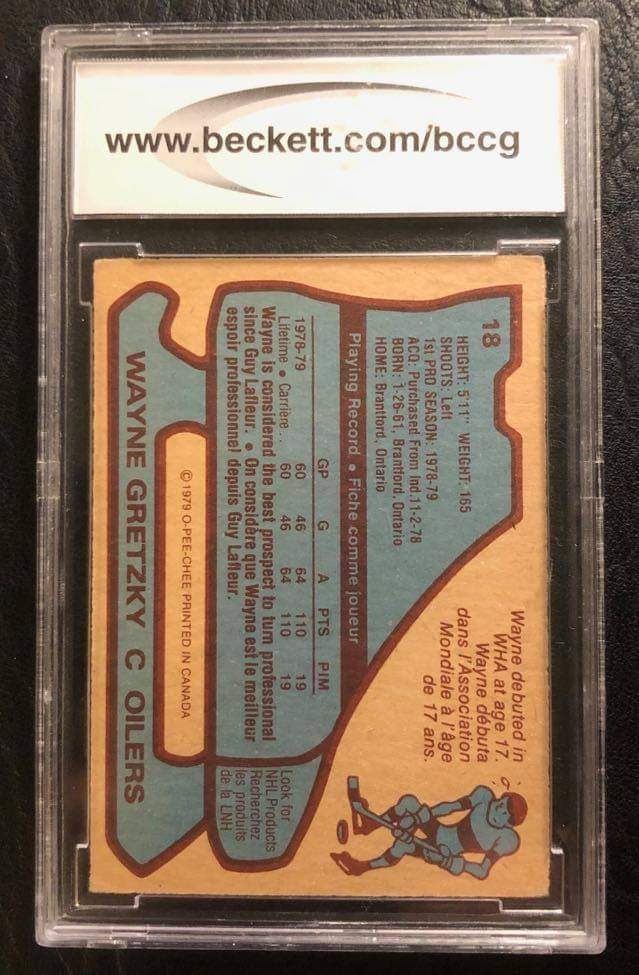 www.beckett.com/bccg
18
HEIGHT: 5'11" WEIGHT: 165
SHOOTS: Left
1st PRO SEASON: 1978-79
ACQ: Purchased From Ind. 11-2-78
BORN: 1-26-61, Brantford, Ontario
HOME: Brantford, Ontario
Wayne debuted in
WHA at age 17.
Wayne débuta
dans l'Association
Mondiale à l'âge
de 17 ans.
Playing Record • Fiche comme joueur
GP G A PTS PIM
1978-79 60 46 64 110 19
Lifetime • Carrière.. 60 46 64 110 19
Wayne is considered the best prospect to turn professional
since Guy Lafleur. • On considère que Wayne est le meilleur
espoir professionnel depuis Guy Lafleur.
Look for
NHL Products
Recherchez
les produits
de la LNH
© 1979 O-PEE-CHEE PRINTED IN CANADA
WAYNE GRETZKY C OILERS